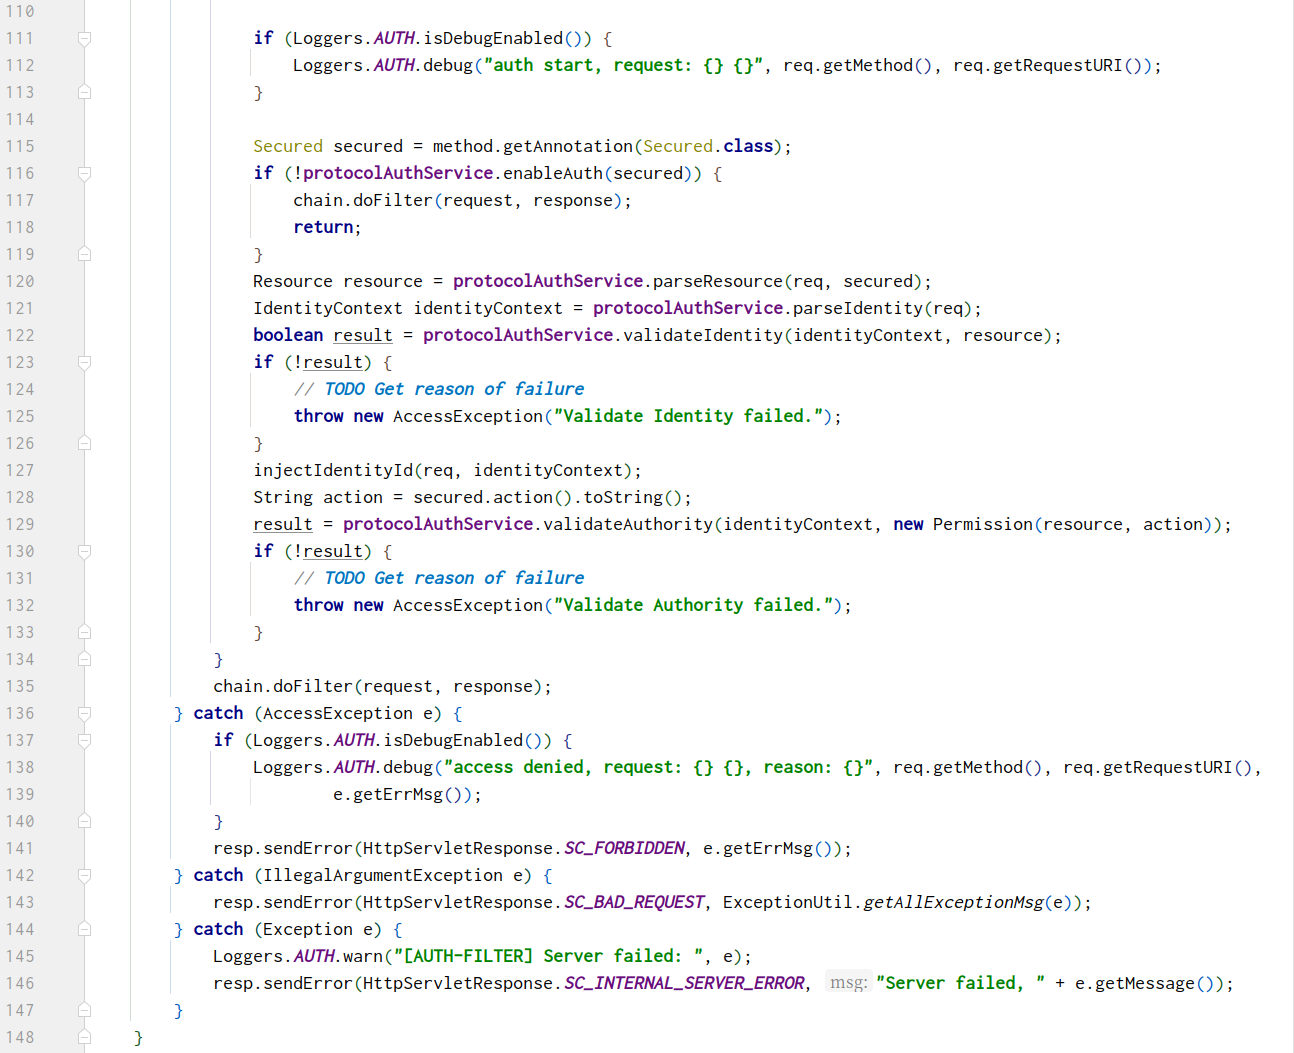 110
111 if (Loggers.AUTH.isDebugEnabled()) {
112 Loggers.AUTH.debug("auth start, request: {} {}", req.getMethod(), req.getRequestURI());
113 }
114
115 Secured secured = method.getAnnotation(Secured.class);
116 if (!protocolAuthService.enableAuth(secured)) {
117 chain.doFilter(request, response);
118 return;
119 }
120 Resource resource = protocolAuthService.parseResource(req, secured);
121 IdentityContext identityContext = protocolAuthService.parseIdentity(req);
122 boolean result = protocolAuthService.validateIdentity(identityContext, resource);
123 if (!result) {
124 // TODO Get reason of failure
125 throw new AccessException("Validate Identity failed.");
126 }
127 injectIdentityId(req, identityContext);
128 String action = secured.action().toString();
129 result = protocolAuthService.validateAuthority(identityContext, new Permission(resource, action));
130 if (!result) {
131 // TODO Get reason of failure
132 throw new AccessException("Validate Authority failed.");
133 }
134 }
135 chain.doFilter(request, response);
136 } catch (AccessException e) {
137 if (Loggers.AUTH.isDebugEnabled()) {
138 Loggers.AUTH.debug("access denied, request: {} {}, reason: {}", req.getMethod(), req.getRequestURI(),
139 e.getErrMsg());
140 }
141 resp.sendError(HttpServletResponse.SC_FORBIDDEN, e.getErrMsg());
142 } catch (IllegalArgumentException e) {
143 resp.sendError(HttpServletResponse.SC_BAD_REQUEST, ExceptionUtil.getAllExceptionMsg(e));
144 } catch (Exception e) {
145 Loggers.AUTH.warn("[AUTH-FILTER] Server failed: ", e);
146 resp.sendError(HttpServletResponse.SC_INTERNAL_SERVER_ERROR, msg: "Server failed, " + e.getMessage());
147 }
148 }